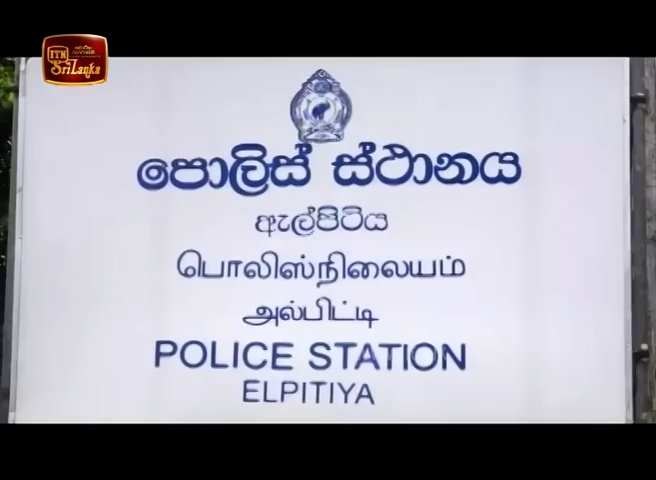 ITN
SriLanka
පොලිස් ස්ථානය
ඇල්පිටිය
பொலிஸ்நிலையம்
அல்பிட்டி
POLICE STATION
ELPITIYA